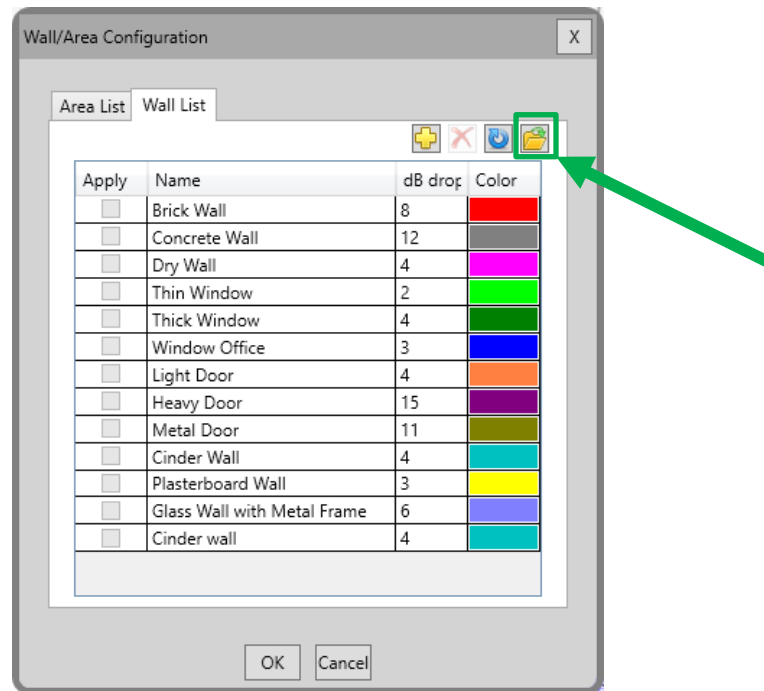 Wall/Area Configuration X
Area List Wall List
Apply Name dB drop Color
Brick Wall 8
Concrete Wall 12
Dry Wall 4
Thin Window 2
Thick Window 4
Window Office 3
Light Door 4
Heavy Door 15
Metal Door 11
Cinder Wall 4
Plasterboard Wall 3
Glass Wall with Metal Frame 6
Cinder wall 4
OK Cancel